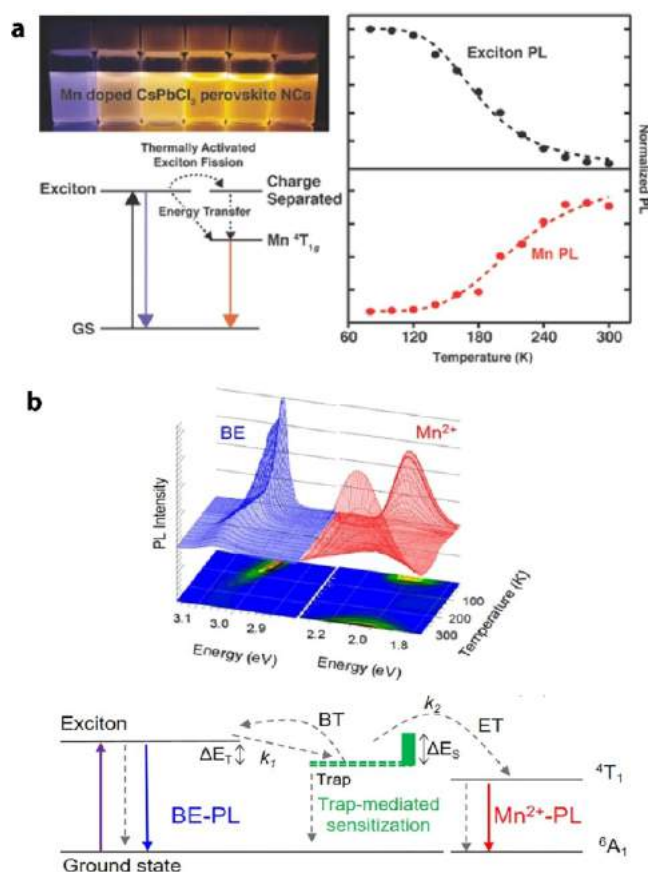 a
Mn doped CsPbCl₃ perovskite NCs
Thermally Activated
Exciton Fission
Exciton
Charge
Separated
Energy Transfer
Mn ⁴T₁g
GS
Exciton PL
Mn PL
Normalized PL
60 120 180 240 300
Temperature (K)
b
BE
Mn²⁺
PL Intensity
3.1 3.0 2.9 2.2 2.0 1.8
100
200
300
Energy (eV) Energy (eV)
Temperature (K)
Exciton
BT
k₂
ET
ΔE_T
k₁
ΔE_S
Trap
⁴T₁
BE-PL
Trap-mediated
sensitization
Mn²⁺-PL
Ground state
⁶A₁